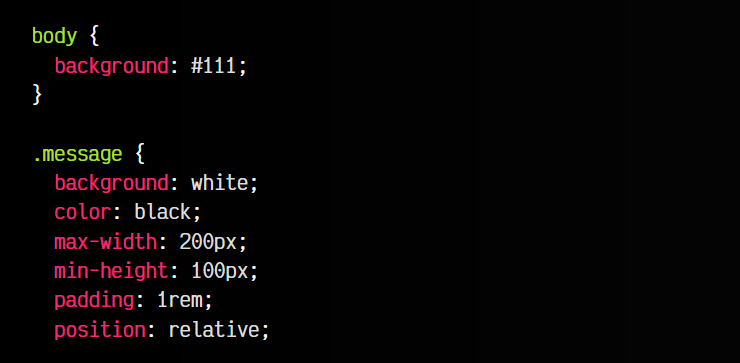 body {
  background: #111;
}

.message {
  background: white;
  color: black;
  max-width: 200px;
  min-height: 100px;
  padding: 1rem;
  position: relative;